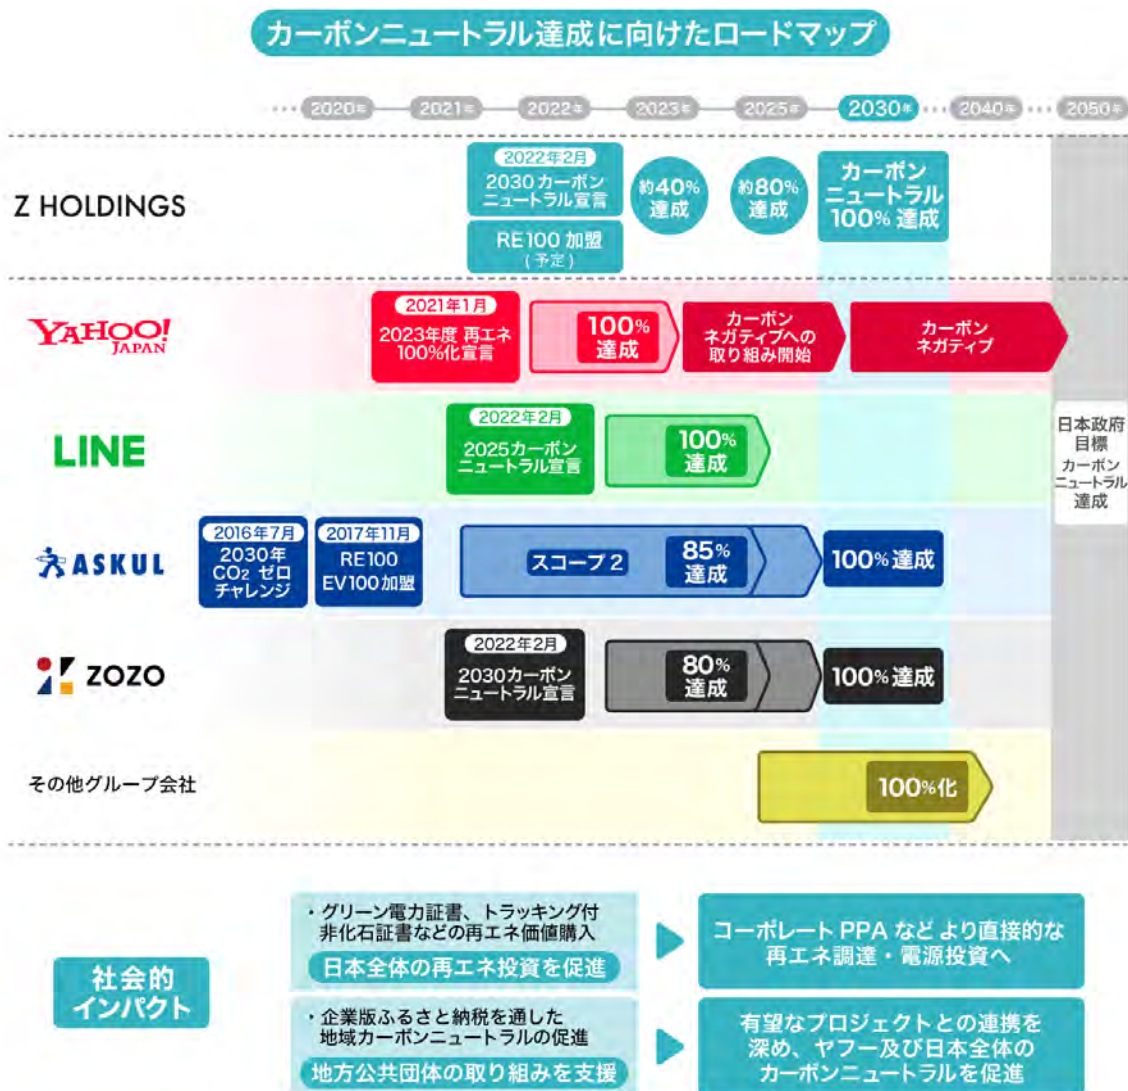 カーボンニュートラル達成に向けたロードマップ
2020年
2021年
2022年
2023年
2025年
2030年
2040年
2050年
Z HOLDINGS
2022年2月
2030カーボン
ニュートラル宣言
RE100 加盟
(予定)
約40%
達成
約80%
達成
カーボン
ニュートラル
100% 達成
YAHOO!
JAPAN
2021年1月
2023年度 再エネ
100%化宣言
100%
達成
カーボン
ネガティブへの
取り組み開始
カーボン
ネガティブ
LINE
2022年2月
2025カーボン
ニュートラル宣言
100%
達成
日本政府
目標
カーボン
ニュートラル
達成
ASKUL
2016年7月
2030年
CO2 ゼロ
チャレンジ
2017年11月
RE100
EV100加盟
スコープ2
85%
達成
100%達成
ZOZO
2022年2月
2030カーボン
ニュートラル宣言
80%
達成
100%達成
その他グループ会社
100%化
社会的
インパクト
・グリーン電力証書、トラッキング付
非化石証書などの再エネ価値購入
日本全体の再エネ投資を促進
コーポレート PPA など より直接的な
再エネ調達・電源投資へ
・企業版ふるさと納税を通した
地域カーボンニュートラルの促進
地方公共団体の取り組みを支援
有望なプロジェクトとの連携を
深め、ヤフー及び日本全体の
カーボンニュートラルを促進